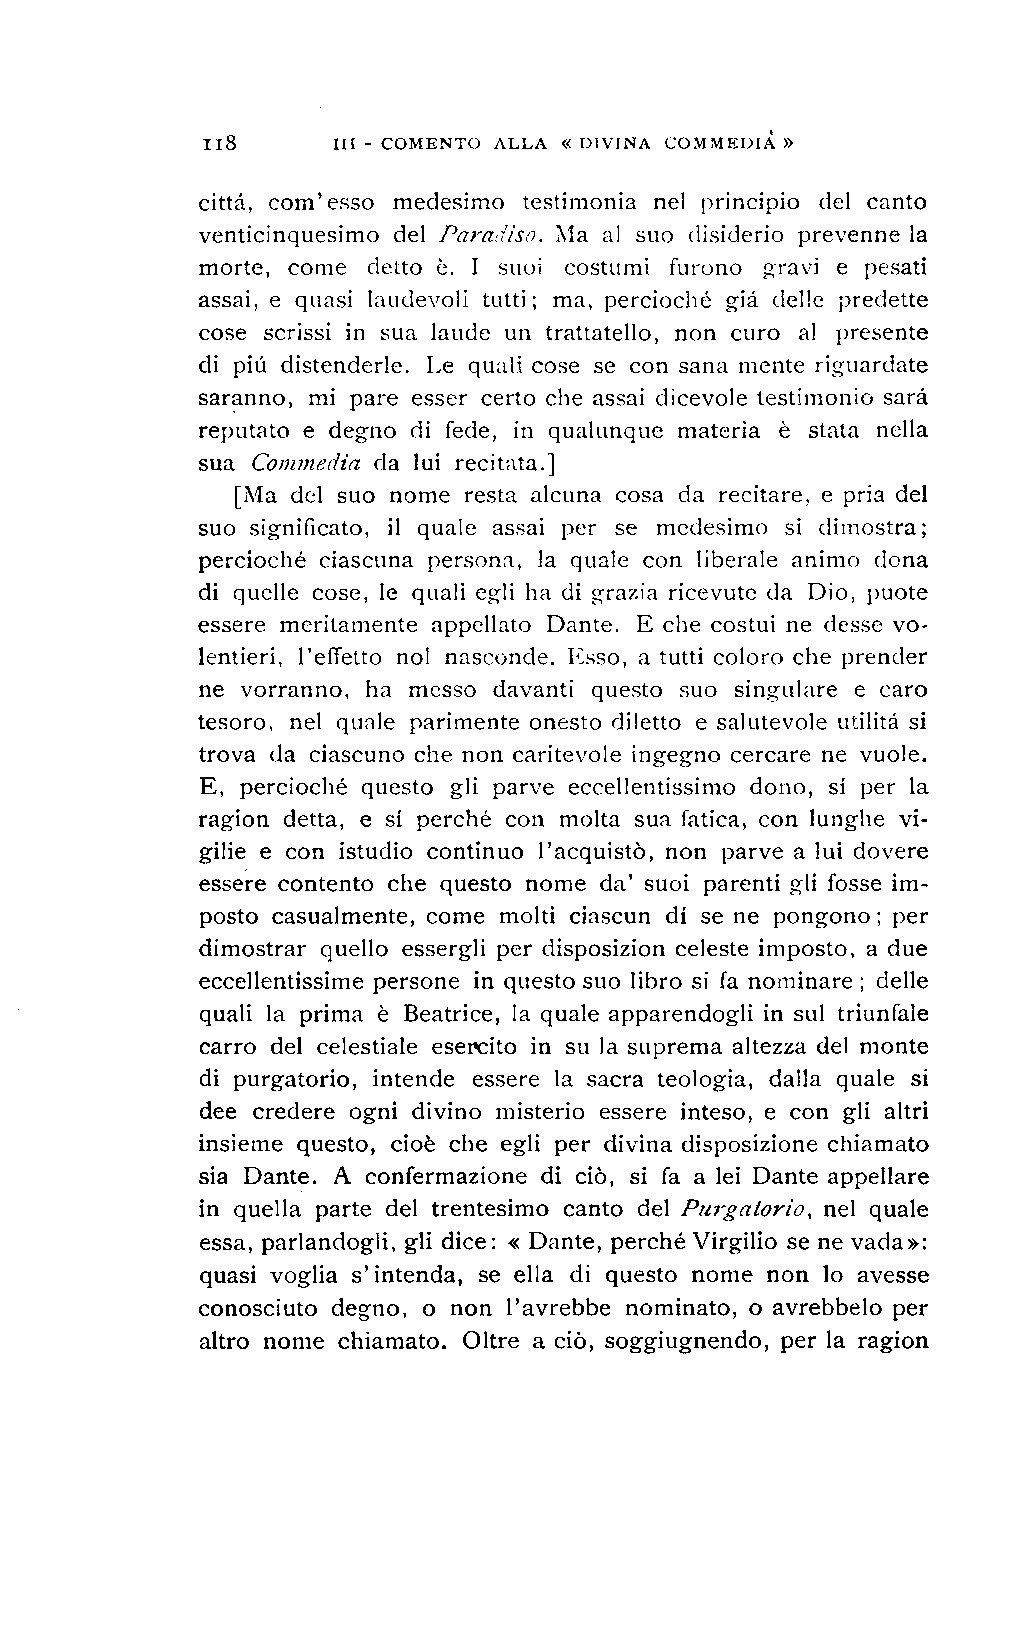 118 III - COMENTO ALLA « DIVINA COMMEDIA »
cittá, com'esso medesimo testimonia nel principio del canto
venticinquesimo del Paradiso. Ma al suo disiderio prevenne la
morte, come detto è. I suoi costumi furono gravi e pesati
assai, e quasi laudevoli tutti; ma, percioché giá delle predette
cose scrissi in sua laude un trattatello, non curo al presente
di piú distenderle. Le quali cose se con sana mente riguardate
saranno, mi pare esser certo che assai dicevole testimonio sará
reputato e degno di fede, in qualunque materia è stata nella
sua Commedia da lui recitata.]
[Ma del suo nome resta alcuna cosa da recitare, e pria del
suo significato, il quale assai per se medesimo si dimostra;
percioché ciascuna persona, la quale con liberale animo dona
di quelle cose, le quali egli ha di grazia ricevute da Dio, puote
essere meritamente appellato Dante. E che costui ne desse vo-
lentieri, l'effetto nol nasconde. Esso, a tutti coloro che prender
ne vorranno, ha messo davanti questo suo singulare e caro
tesoro, nel quale parimente onesto diletto e salutevole utilitá si
trova da ciascuno che non caritevole ingegno cercare ne vuole.
E, percioché questo gli parve eccellentissimo dono, sí per la
ragion detta, e sí perché con molta sua fatica, con lunghe vi-
gilie e con istudio continuo l'acquistò, non parve a lui dovere
essere contento che questo nome da' suoi parenti gli fosse im-
posto casualmente, come molti ciascun dí se ne pongono; per
dimostrar quello essergli per disposizion celeste imposto, a due
eccellentissime persone in questo suo libro si fa nominare; delle
quali la prima è Beatrice, la quale apparendogli in sul triunfale
carro del celestiale esercito in su la suprema altezza del monte
di purgatorio, intende essere la sacra teologia, dalla quale si
dee credere ogni divino misterio essere inteso, e con gli altri
insieme questo, cioè che egli per divina disposizione chiamato
sia Dante. A confermazione di ciò, si fa a lei Dante appellare
in quella parte del trentesimo canto del Purgatorio, nel quale
essa, parlandogli, gli dice: « Dante, perché Virgilio se ne vada»:
quasi voglia s'intenda, se ella di questo nome non lo avesse
conosciuto degno, o non l'avrebbe nominato, o avrebbelo per
altro nome chiamato. Oltre a ciò, soggiugnendo, per la ragion